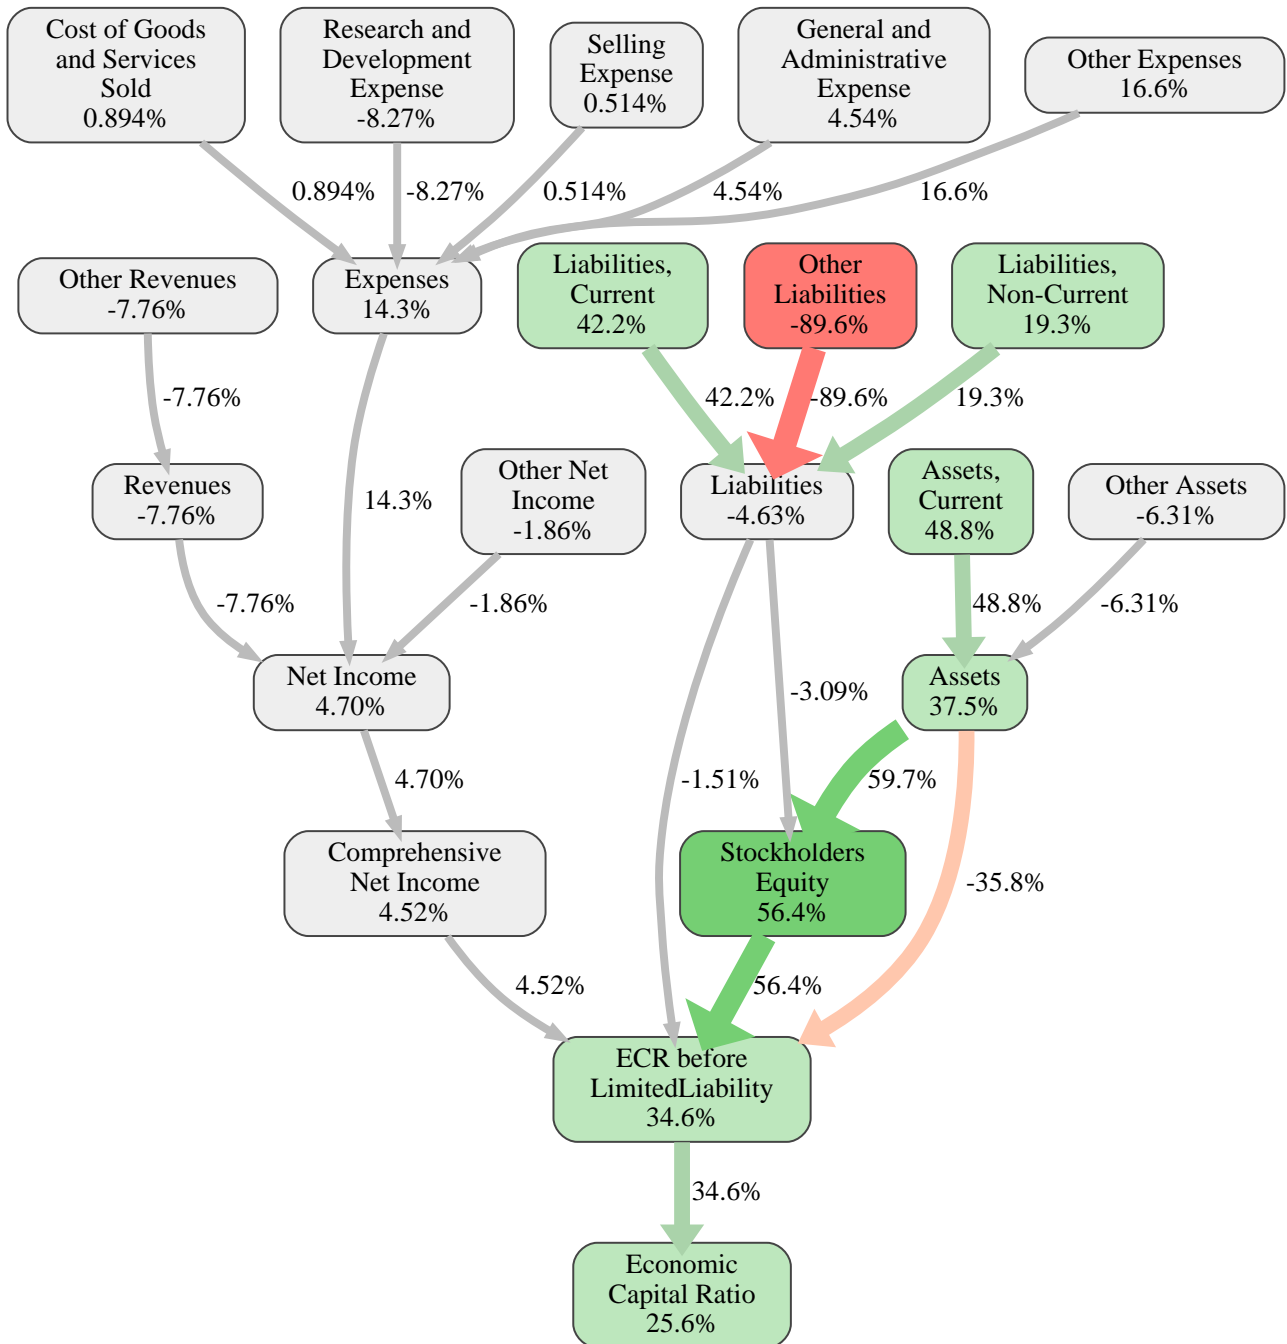 Cost of Goods
and Services
Sold
0.894%
Research and
Development
Expense
-8.27%
Selling
Expense
0.514%
General and
Administrative
Expense
4.54%
Other Expenses
16.6%
0.894%
-8.27%
0.514%
4.54%
16.6%
Other Revenues
-7.76%
Expenses
14.3%
Liabilities,
Current
42.2%
Other
Liabilities
-89.6%
Liabilities,
Non-Current
19.3%
-7.76%
42.2%
-89.6%
19.3%
Revenues
-7.76%
14.3%
Other Net
Income
-1.86%
Liabilities
-4.63%
Assets,
Current
48.8%
Other Assets
-6.31%
-7.76%
-1.86%
48.8%
-6.31%
Net Income
4.70%
-3.09%
Assets
37.5%
4.70%
-1.51%
59.7%
Comprehensive
Net Income
4.52%
Stockholders
Equity
56.4%
-35.8%
4.52%
56.4%
ECR before
LimitedLiability
34.6%
34.6%
Economic
Capital Ratio
25.6%